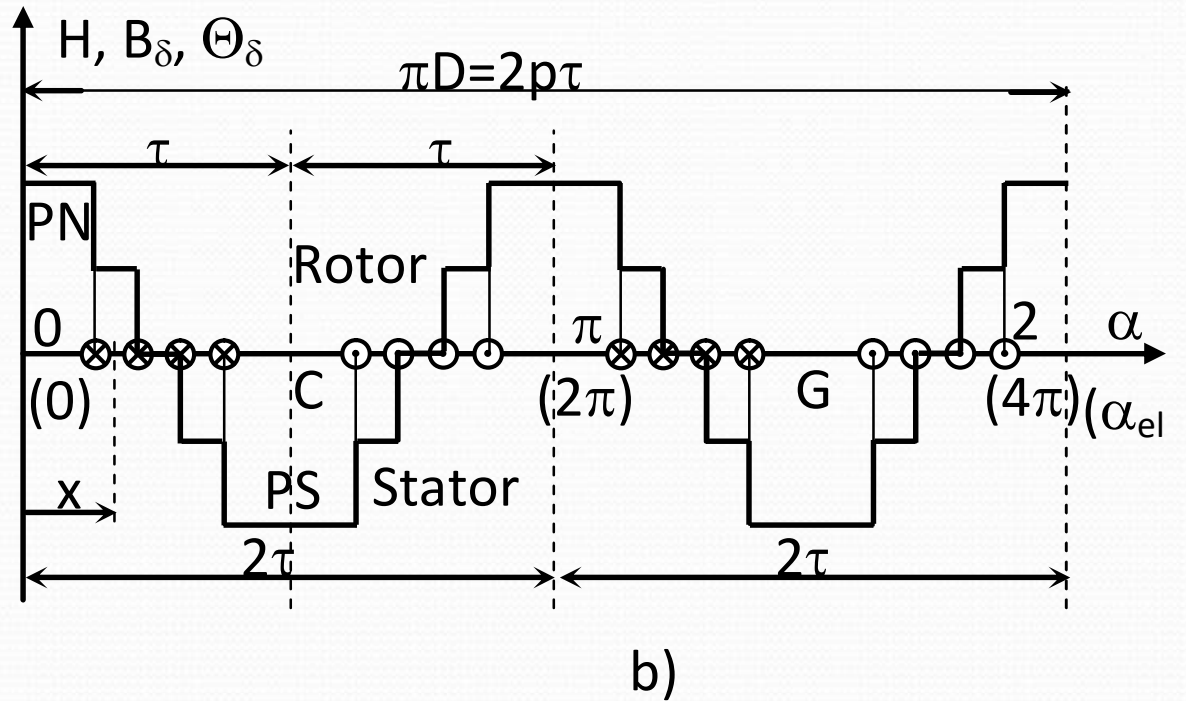 H, Bδ, Θδ
πD=2pτ
τ τ
PN
Rotor
0 π 2 α
(0) C (2π) G (4π) (αel
x PS Stator
2τ 2τ
b)